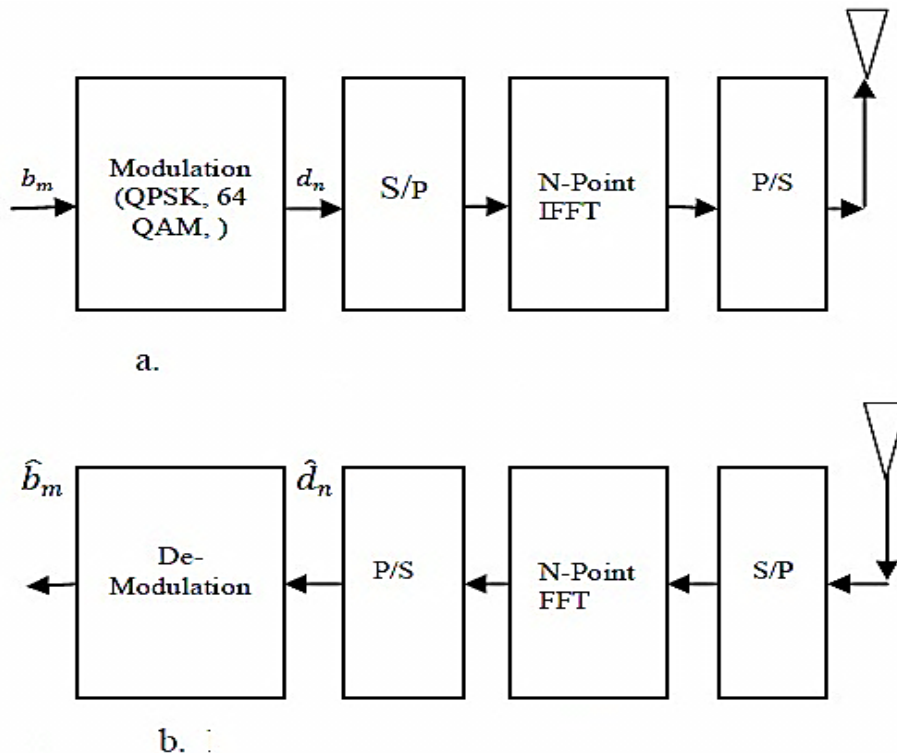 b_m
Modulation
(QPSK, 64
QAM, )
d_n
S/P
N-Point
IFFT
P/S
a.
b̂_m
De-
Modulation
d̂_n
P/S
N-Point
FFT
S/P
b.